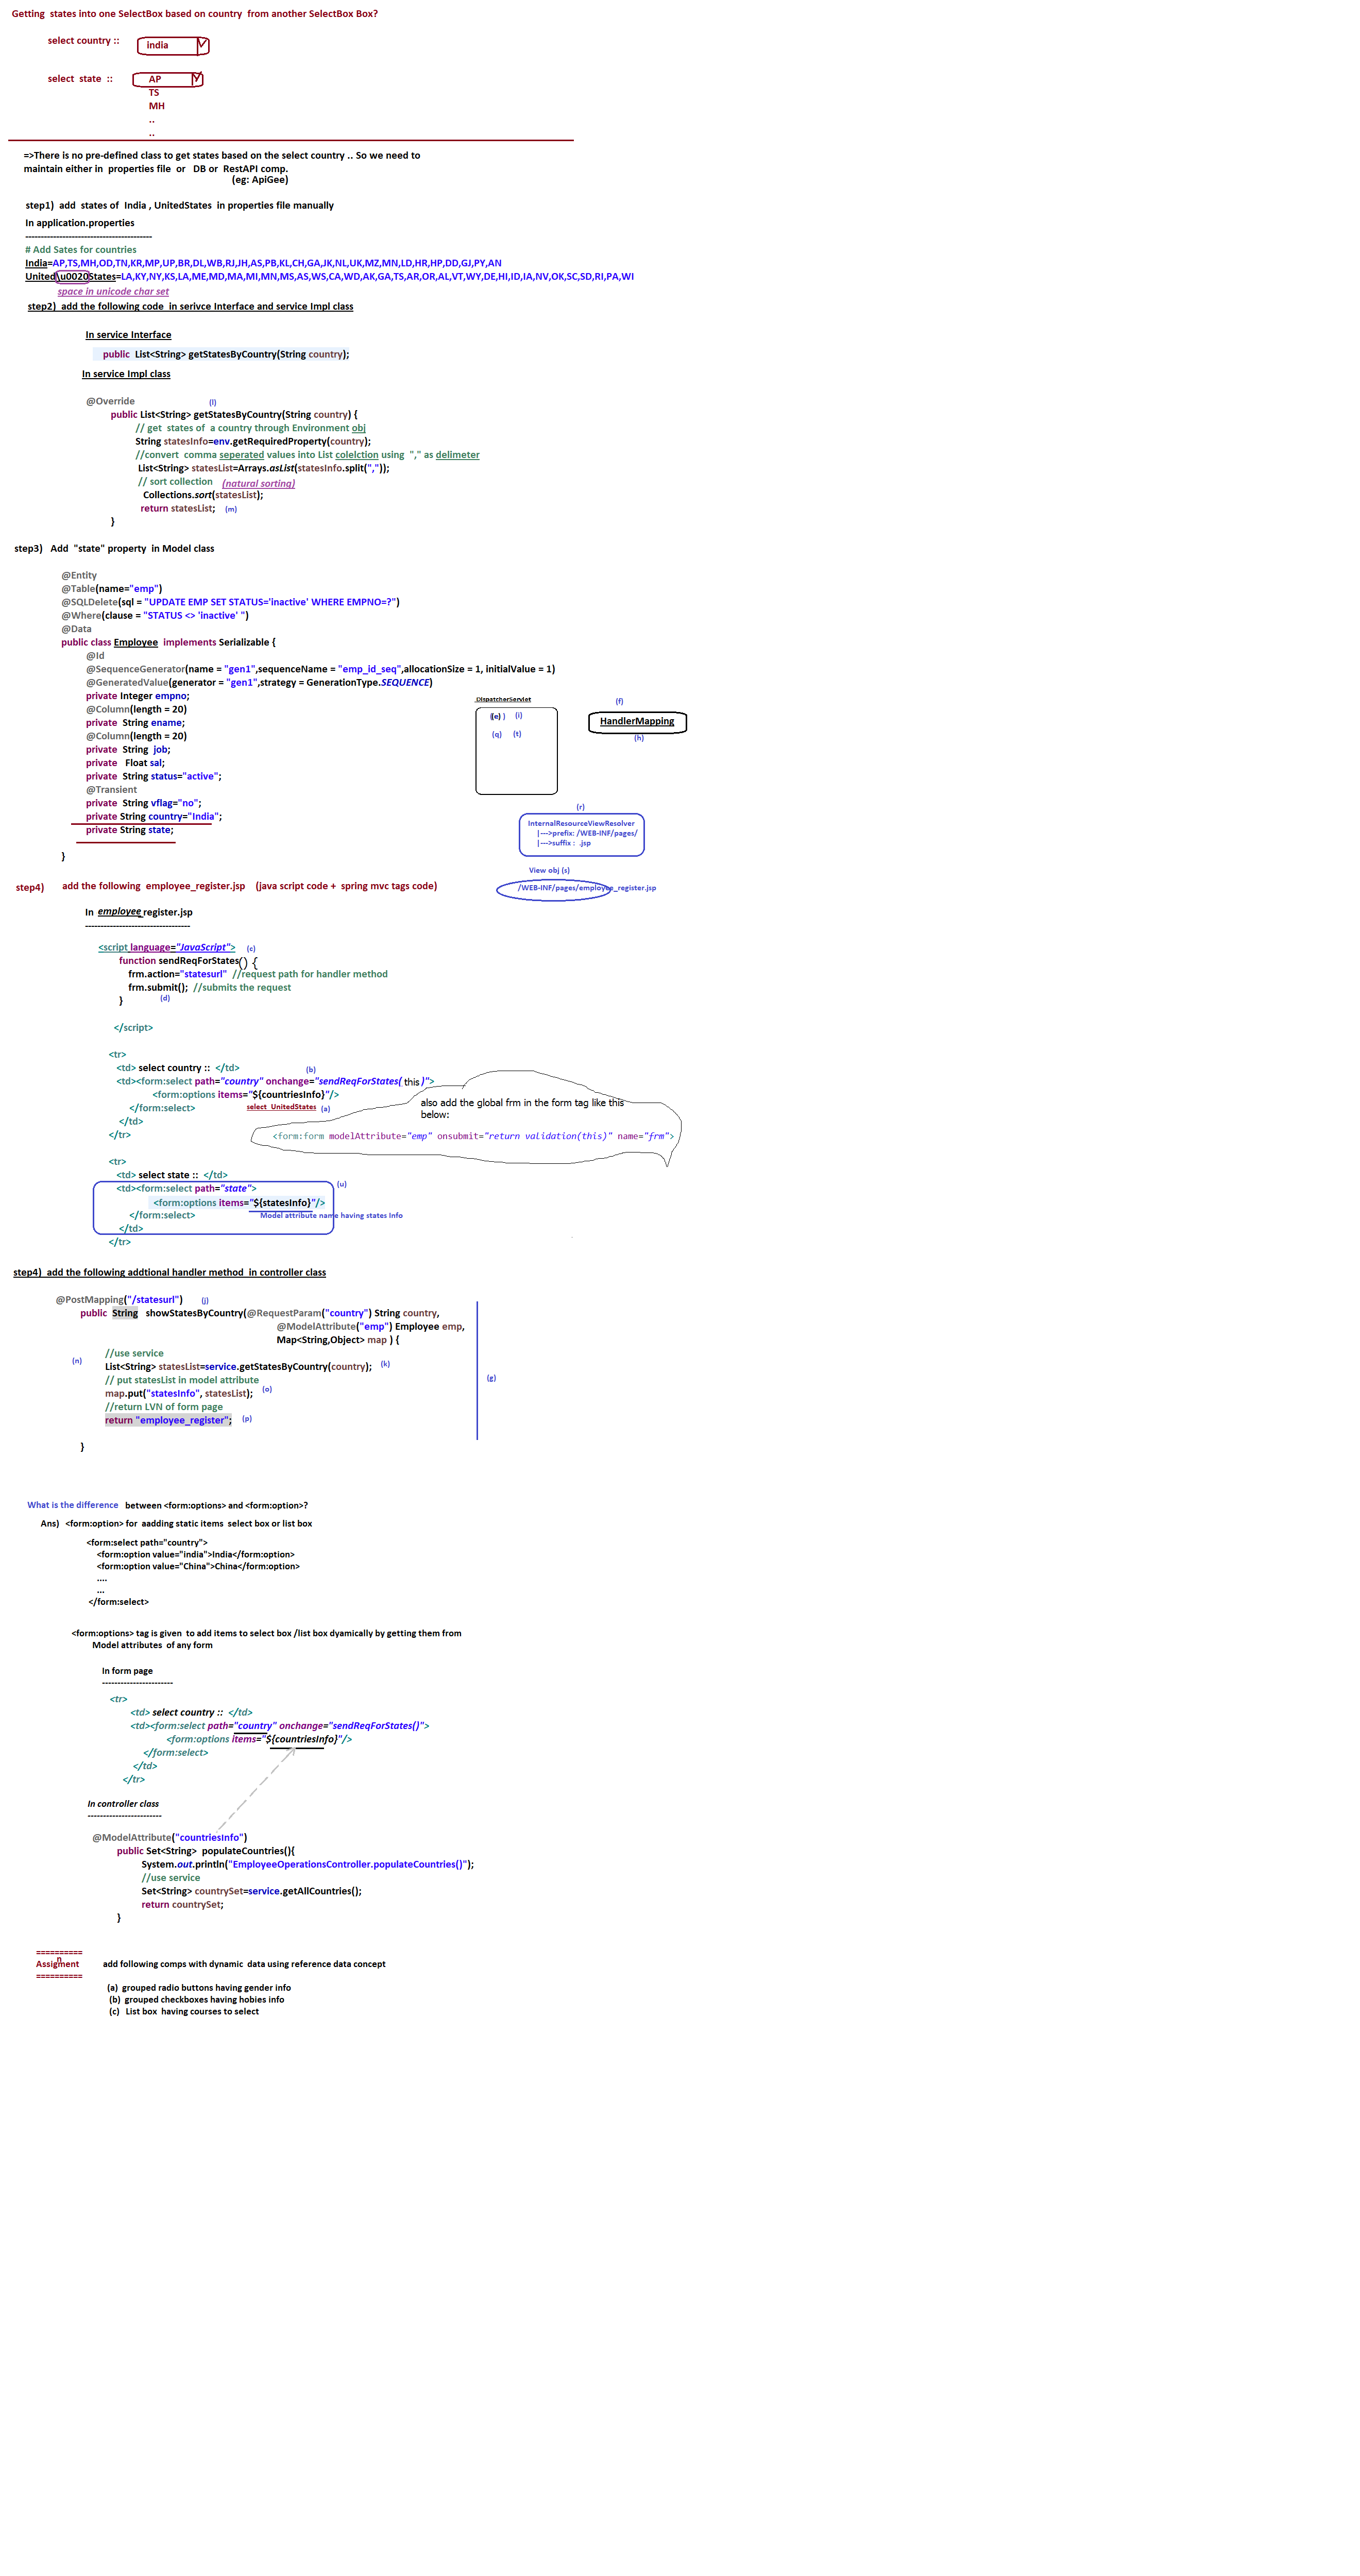 Getting states into one SelectBox based on country from another SelectBox Box?
select country :: india
select state :: AP
TS
MH
..
..
=>There is no pre-defined class to get states based on the select country .. So we need to
maintain either in properties file or DB or RestAPI comp.
(eg: ApiGee)
step1) add states of India , UnitedStates in properties file manually
In application.properties
-----------------------------------------
# Add Sates for countries
India=AP,TS,MH,OD,TN,KR,MP,UP,BR,DL,WB,RJ,JH,AS,PB,KL,CH,GA,JK,NL,UK,MZ,MN,LD,HR,HP,DD,GJ,PY,AN
United\u0020States=LA,KY,NY,KS,LA,ME,MD,MA,MI,MN,MS,AS,WS,CA,WD,AK,GA,TS,AR,OR,AL,VT,WY,DE,HI,ID,IA,NV,OK,SC,SD,RI,PA,WI
space in unicode char set
step2) add the following code in serivce Interface and service Impl class
In service Interface
public List<String> getStatesByCountry(String country);
In service Impl class
@Override (l)
public List<String> getStatesByCountry(String country) {
// get states of a country through Environment obj
String statesInfo=env.getRequiredProperty(country);
//convert comma seperated values into List colelction using "," as delimeter
List<String> statesList=Arrays.asList(statesInfo.split(","));
// sort collection (natural sorting)
Collections.sort(statesList);
return statesList; (m)
}
step3) Add "state" property in Model class
@Entity
@Table(name="emp")
@SQLDelete(sql = "UPDATE EMP SET STATUS='inactive' WHERE EMPNO=?")
@Where(clause = "STATUS <> 'inactive' ")
@Data
public class Employee implements Serializable {
@Id
@SequenceGenerator(name = "gen1",sequenceName = "emp_id_seq",allocationSize = 1, initialValue = 1)
@GeneratedValue(generator = "gen1",strategy = GenerationType.SEQUENCE)
private Integer empno;
@Column(length = 20)
private String ename;
@Column(length = 20)
private String job;
private Float sal;
private String status="active";
@Transient
private String vflag="no";
private String country="India";
private String state;
}
DispatcherServlet
(e) (i)
(q) (t)
(f)
HandlerMapping
(h)
(r)
InternalResourceViewResolver
|--->prefix: /WEB-INF/pages/
|--->suffix : .jsp
View obj (s)
/WEB-INF/pages/employee_register.jsp
step4) add the following employee_register.jsp (java script code + spring mvc tags code)
In employee_register.jsp
----------------------------------
<script language="JavaScript"> (c)
function sendReqForStates() {
frm.action="statesurl" //request path for handler method
frm.submit(); //submits the request
} (d)
</script>
<tr>
<td> select country :: </td> (b)
<td><form:select path="country" onchange="sendReqForStates( this )">
<form:options items="${countriesInfo}"/>
</form:select> select UnitedStates (a)
</td>
</tr>
also add the global frm in the form tag like this
below:
<form:form modelAttribute="emp" onsubmit="return validation(this)" name="frm">
<tr>
<td> select state :: </td>
<td><form:select path="state"> (u)
<form:options items="${statesInfo}"/>
</form:select> Model attribute name having states Info
</td>
</tr>
step4) add the following addtional handler method in controller class
@PostMapping("/statesurl") (j)
public String showStatesByCountry(@RequestParam("country") String country,
@ModelAttribute("emp") Employee emp,
Map<String,Object> map ) {
//use service
(n) List<String> statesList=service.getStatesByCountry(country); (k)
(g)
// put statesList in model attribute
map.put("statesInfo", statesList); (o)
//return LVN of form page
return "employee_register"; (p)
}
What is the difference between <form:options> and <form:option>?
Ans) <form:option> for aadding static items select box or list box
<form:select path="country">
<form:option value="india">India</form:option>
<form:option value="China">China</form:option>
....
...
</form:select>
<form:options> tag is given to add items to select box /list box dyamically by getting them from
Model attributes of any form
In form page
-----------------------
<tr>
<td> select country :: </td>
<td><form:select path="country" onchange="sendReqForStates()">
<form:options items="${countriesInfo}"/>
</form:select>
</td>
</tr>
In controller class
------------------------
@ModelAttribute("countriesInfo")
public Set<String> populateCountries(){
System.out.println("EmployeeOperationsController.populateCountries()");
//use service
Set<String> countrySet=service.getAllCountries();
return countrySet;
}
==========
n
Assigment add following comps with dynamic data using reference data concept
==========
(a) grouped radio buttons having gender info
(b) grouped checkboxes having hobies info
(c) List box having courses to select